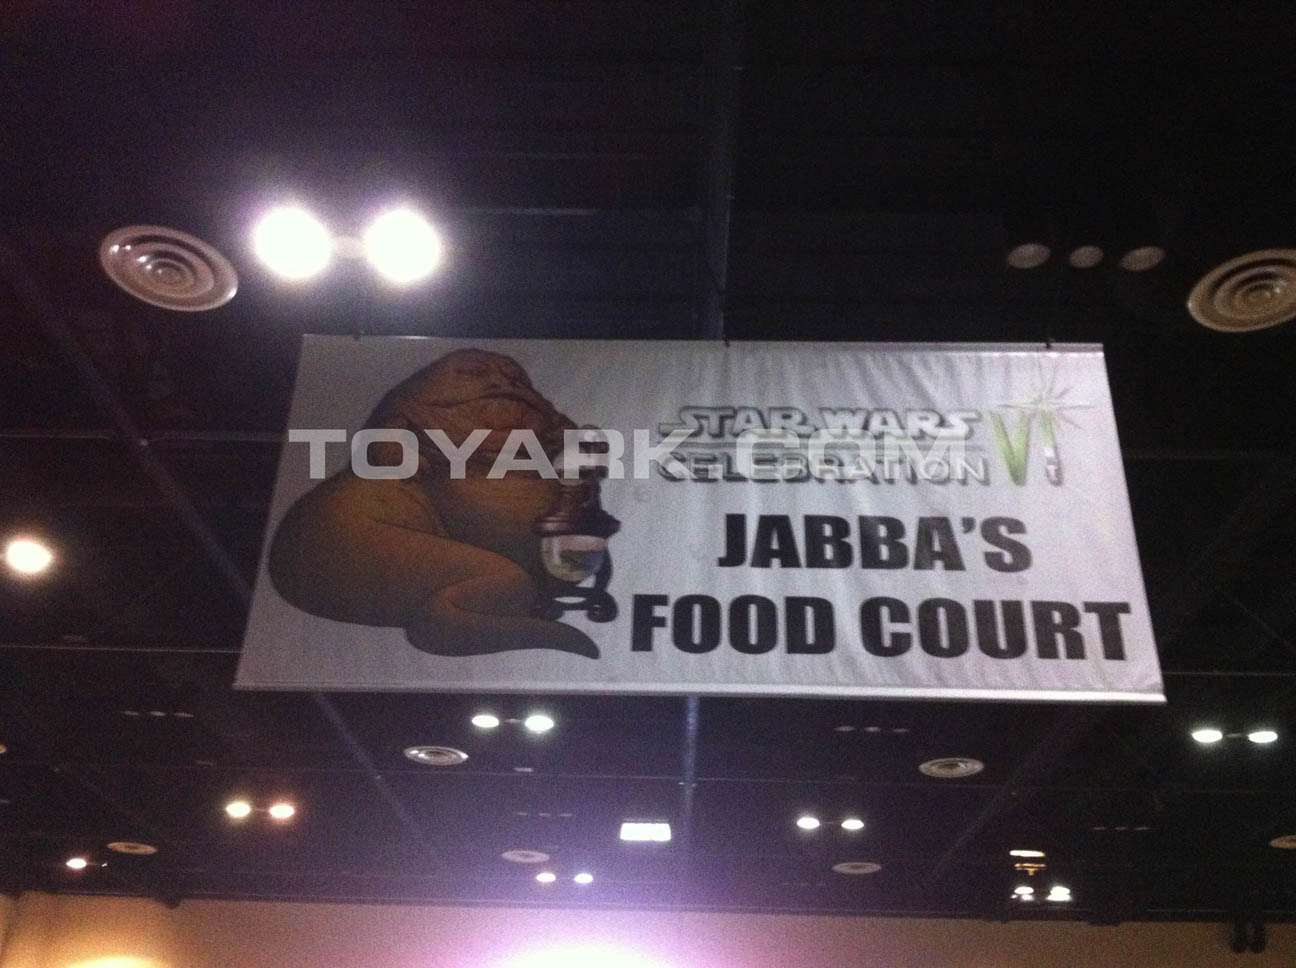 STAR WARS
CELEBRATION VI
JABBA'S
FOOD COURT
TOYARK.COM